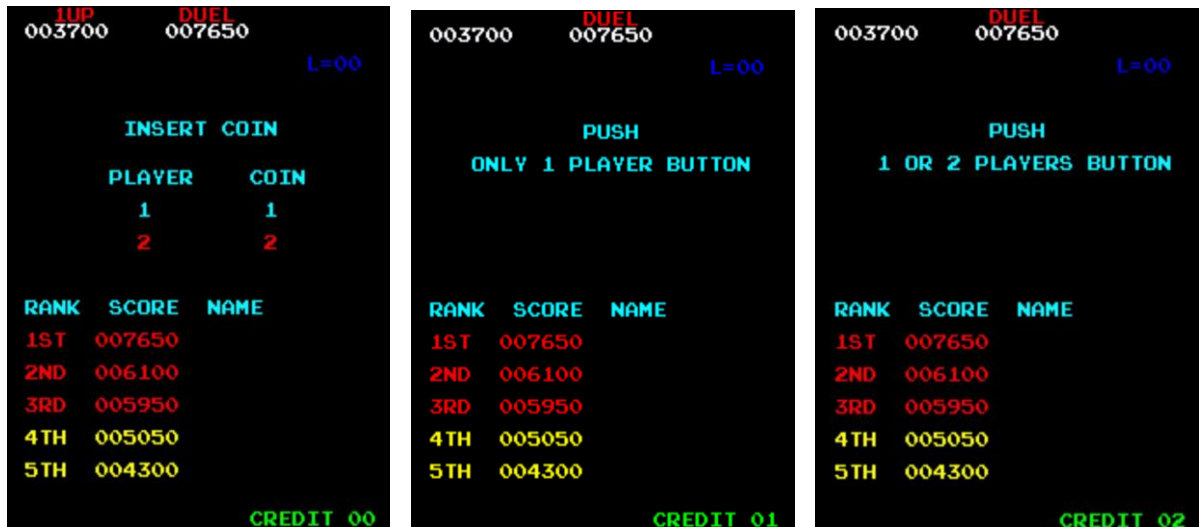 1UP DUEL
003700 007650
L=00
INSERT COIN
PLAYER COIN
1 1
2 2
RANK SCORE NAME
1ST 007650
2ND 006100
3RD 005950
4TH 005050
5TH 004300
CREDIT 00
DUEL
003700 007650
L=00
PUSH
ONLY 1 PLAYER BUTTON
RANK SCORE NAME
1ST 007650
2ND 006100
3RD 005950
4TH 005050
5TH 004300
CREDIT 01
DUEL
003700 007650
L=00
PUSH
1 OR 2 PLAYERS BUTTON
RANK SCORE NAME
1ST 007650
2ND 006100
3RD 005950
4TH 005050
5TH 004300
CREDIT 02